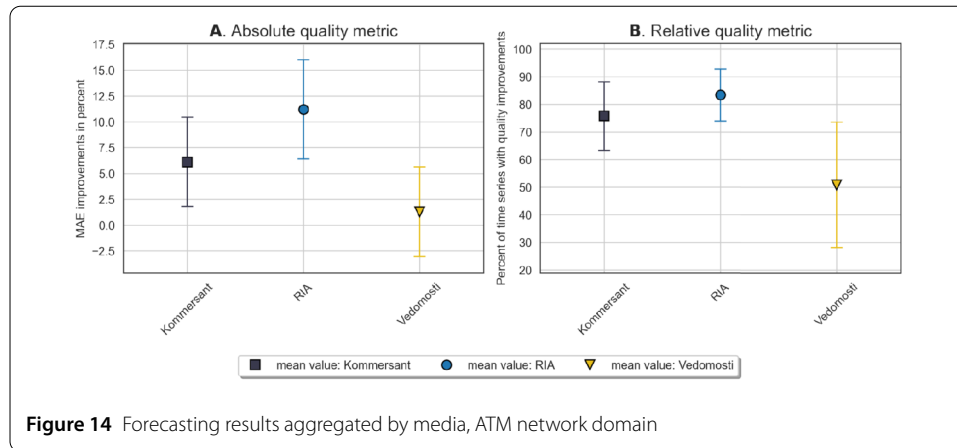 A. Absolute quality metric
MAE improvements in percent
17.5
15.0
12.5
10.0
7.5
5.0
2.5
0.0
−2.5
Kommersant
RIA
Vedomosti
B. Relative quality metric
Percent of time series with quality improvements
100
90
80
70
60
50
40
30
20
Kommersant
RIA
Vedomosti
mean value: Kommersant mean value: RIA mean value: Vedomosti
Figure 14 Forecasting results aggregated by media, ATM network domain